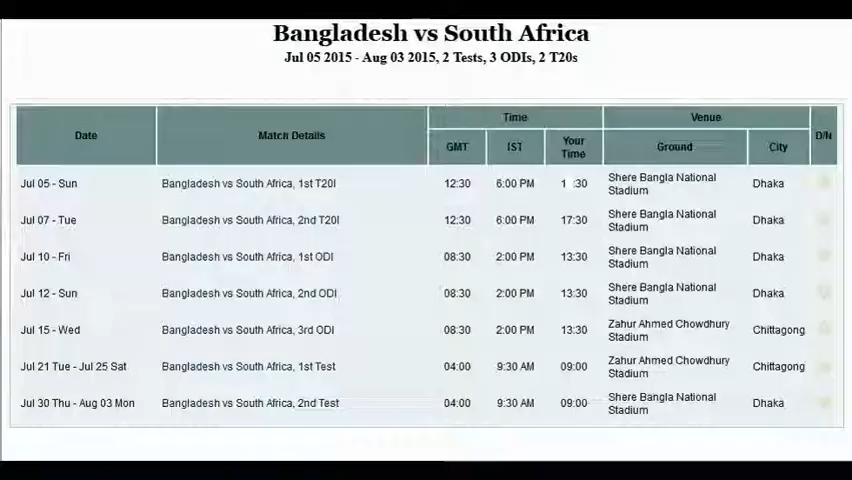 Bangladesh vs South Africa
Jul 05 2015 - Aug 03 2015, 2 Tests, 3 ODIs, 2 T20s
Date Match Details Time Venue D/N
GMT IST Your Time Ground City
Jul 05 - Sun Bangladesh vs South Africa, 1st T20I 12:30 6:00 PM Shere Bangla National Stadium Dhaka
Jul 07 - Tue Bangladesh vs South Africa, 2nd T20I 12:30 6:00 PM 17:30 Shere Bangla National Stadium Dhaka
Jul 10 - Fri Bangladesh vs South Africa, 1st ODI 08:30 2:00 PM 13:30 Shere Bangla National Stadium Dhaka
Jul 12 - Sun Bangladesh vs South Africa, 2nd ODI 08:30 2:00 PM 13:30 Shere Bangla National Stadium Dhaka
Jul 15 - Wed Bangladesh vs South Africa, 3rd ODI 08:30 2:00 PM 13:30 Zahur Ahmed Chowdhury Stadium Chittagong
Jul 21 Tue - Jul 25 Sat Bangladesh vs South Africa, 1st Test 04:00 9:30 AM 09:00 Zahur Ahmed Chowdhury Stadium Chittagong
Jul 30 Thu - Aug 03 Mon Bangladesh vs South Africa, 2nd Test 04:00 9:30 AM 09:00 Shere Bangla National Stadium Dhaka